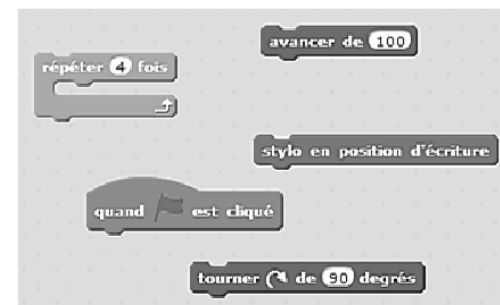 avancer de 100
répéter 4 fois
stylo en position d'écriture
quand est cliqué
tourner de 90 degrés